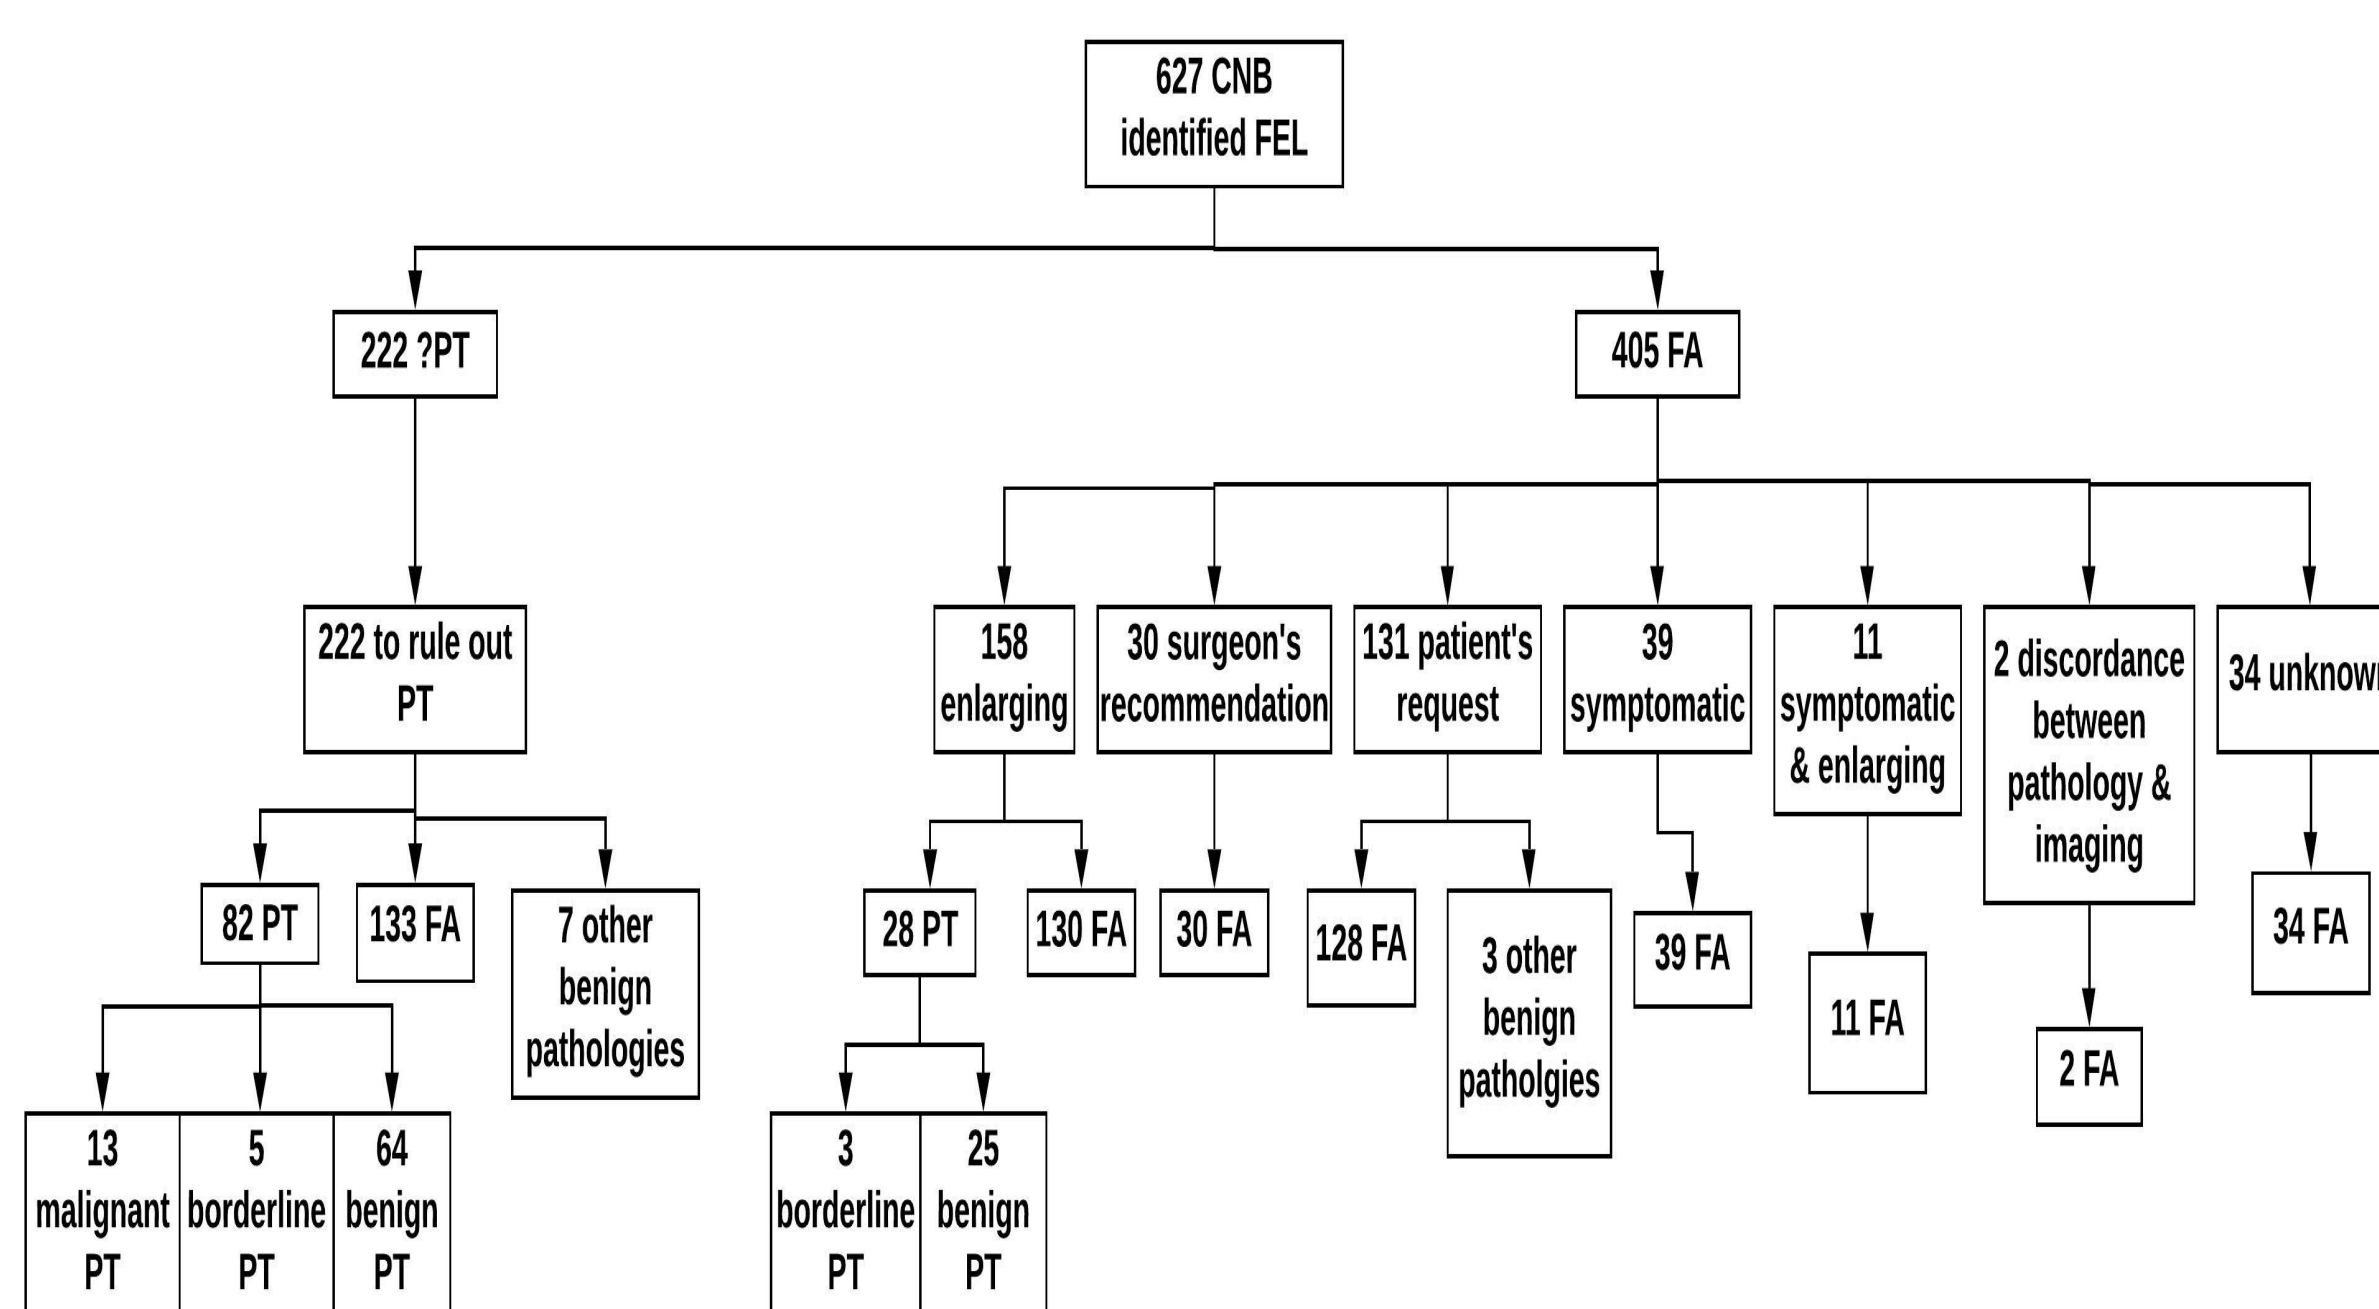 627 CNB
identified FEL
222 ?PT
405 FA
222 to rule out
PT
158
enlarging
30 surgeon's
recommendation
131 patient's
request
39
symptomatic
11
symptomatic
& enlarging
2 discordance
between
pathology &
imaging
34 unknown
82 PT
133 FA
7 other
benign
pathologies
28 PT
130 FA
30 FA
128 FA
3 other
benign
patholgies
39 FA
11 FA
2 FA
34 FA
13
malignant
PT
5
borderline
PT
64
benign
PT
3
borderline
PT
25
benign
PT